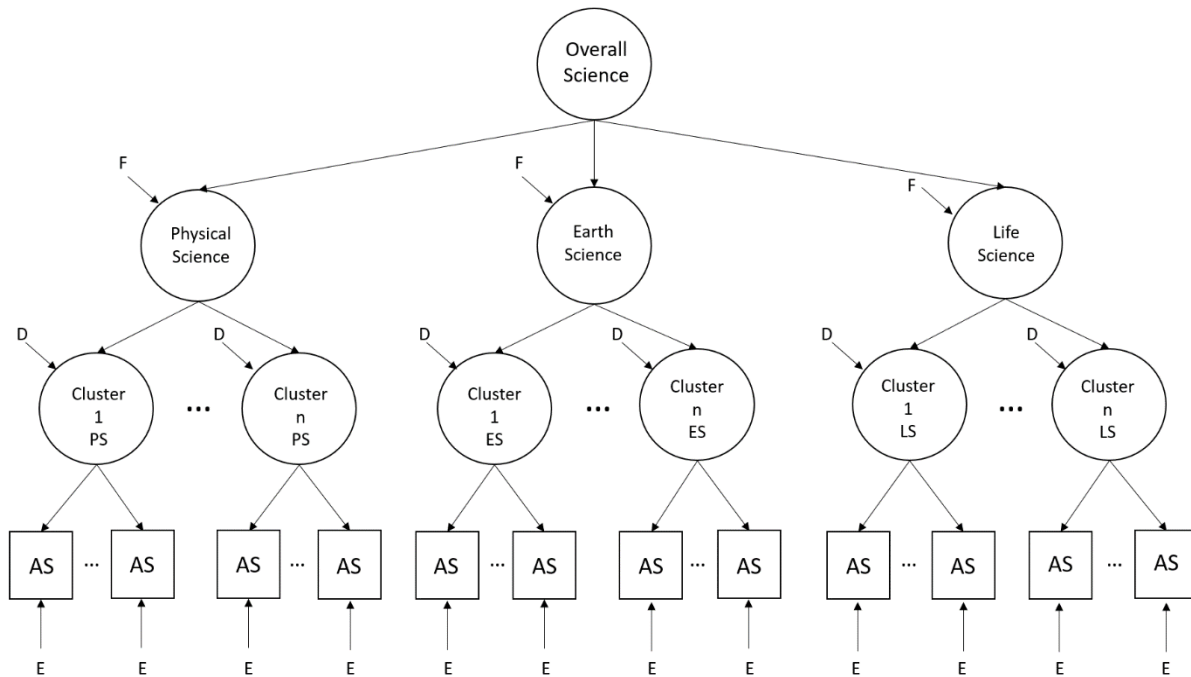 Overall
Science
F
F
F
Physical
Science
Earth
Science
Life
Science
D
D
D
D
D
D
Cluster
1
PS
...
Cluster
n
PS
Cluster
1
ES
...
Cluster
n
ES
Cluster
1
LS
...
Cluster
n
LS
AS ... AS AS ... AS AS ... AS AS ... AS AS ... AS AS ... AS
E E E E E E E E E E E E